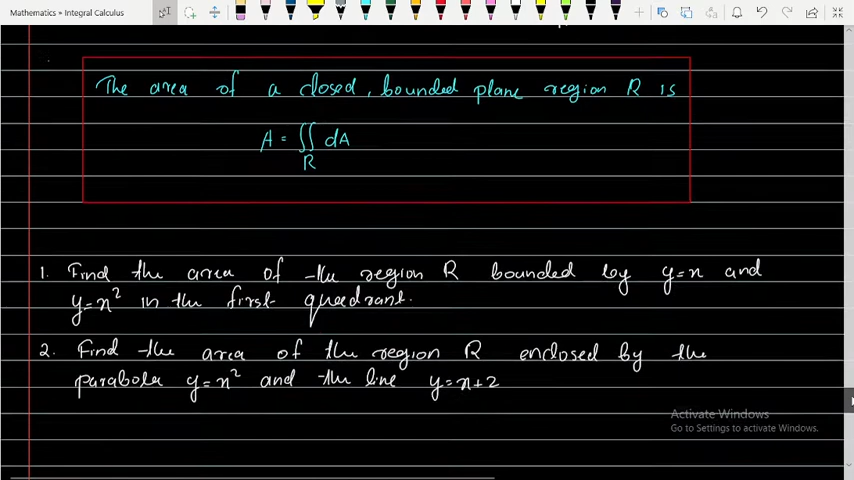 Mathematics » Integral Calculus
The area of a closed, bounded plane region R is
A = ∬ dA
R
1. Find the area of the region R bounded by y=x and
y=x² in the first quadrant.
2. Find the area of the region R enclosed by the
parabola y=x² and the line y=x+2
Activate Windows
Go to Settings to activate Windows.